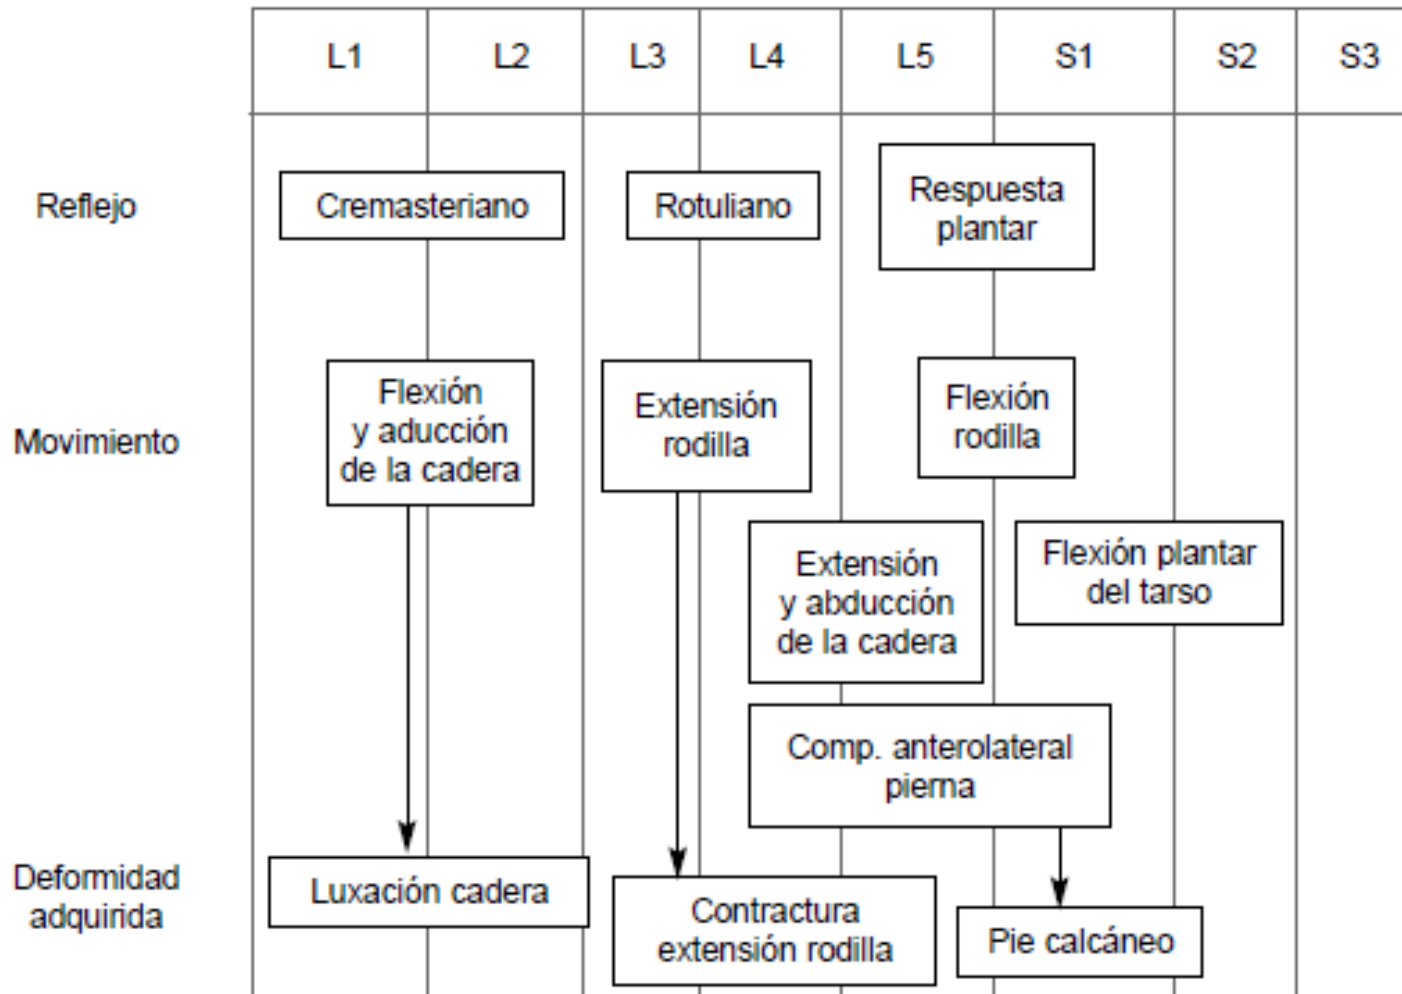 L1 L2 L3 L4 L5 S1 S2 S3
Reflejo
Cremasteriano
Rotuliano
Respuesta
plantar
Movimiento
Flexión
y aducción
de la cadera
Extensión
rodilla
Flexión
rodilla
Extensión
y abducción
de la cadera
Flexión plantar
del tarso
Comp. anterolateral
pierna
Deformidad
adquirida
Luxación cadera
Contractura
extensión rodilla
Pie calcáneo